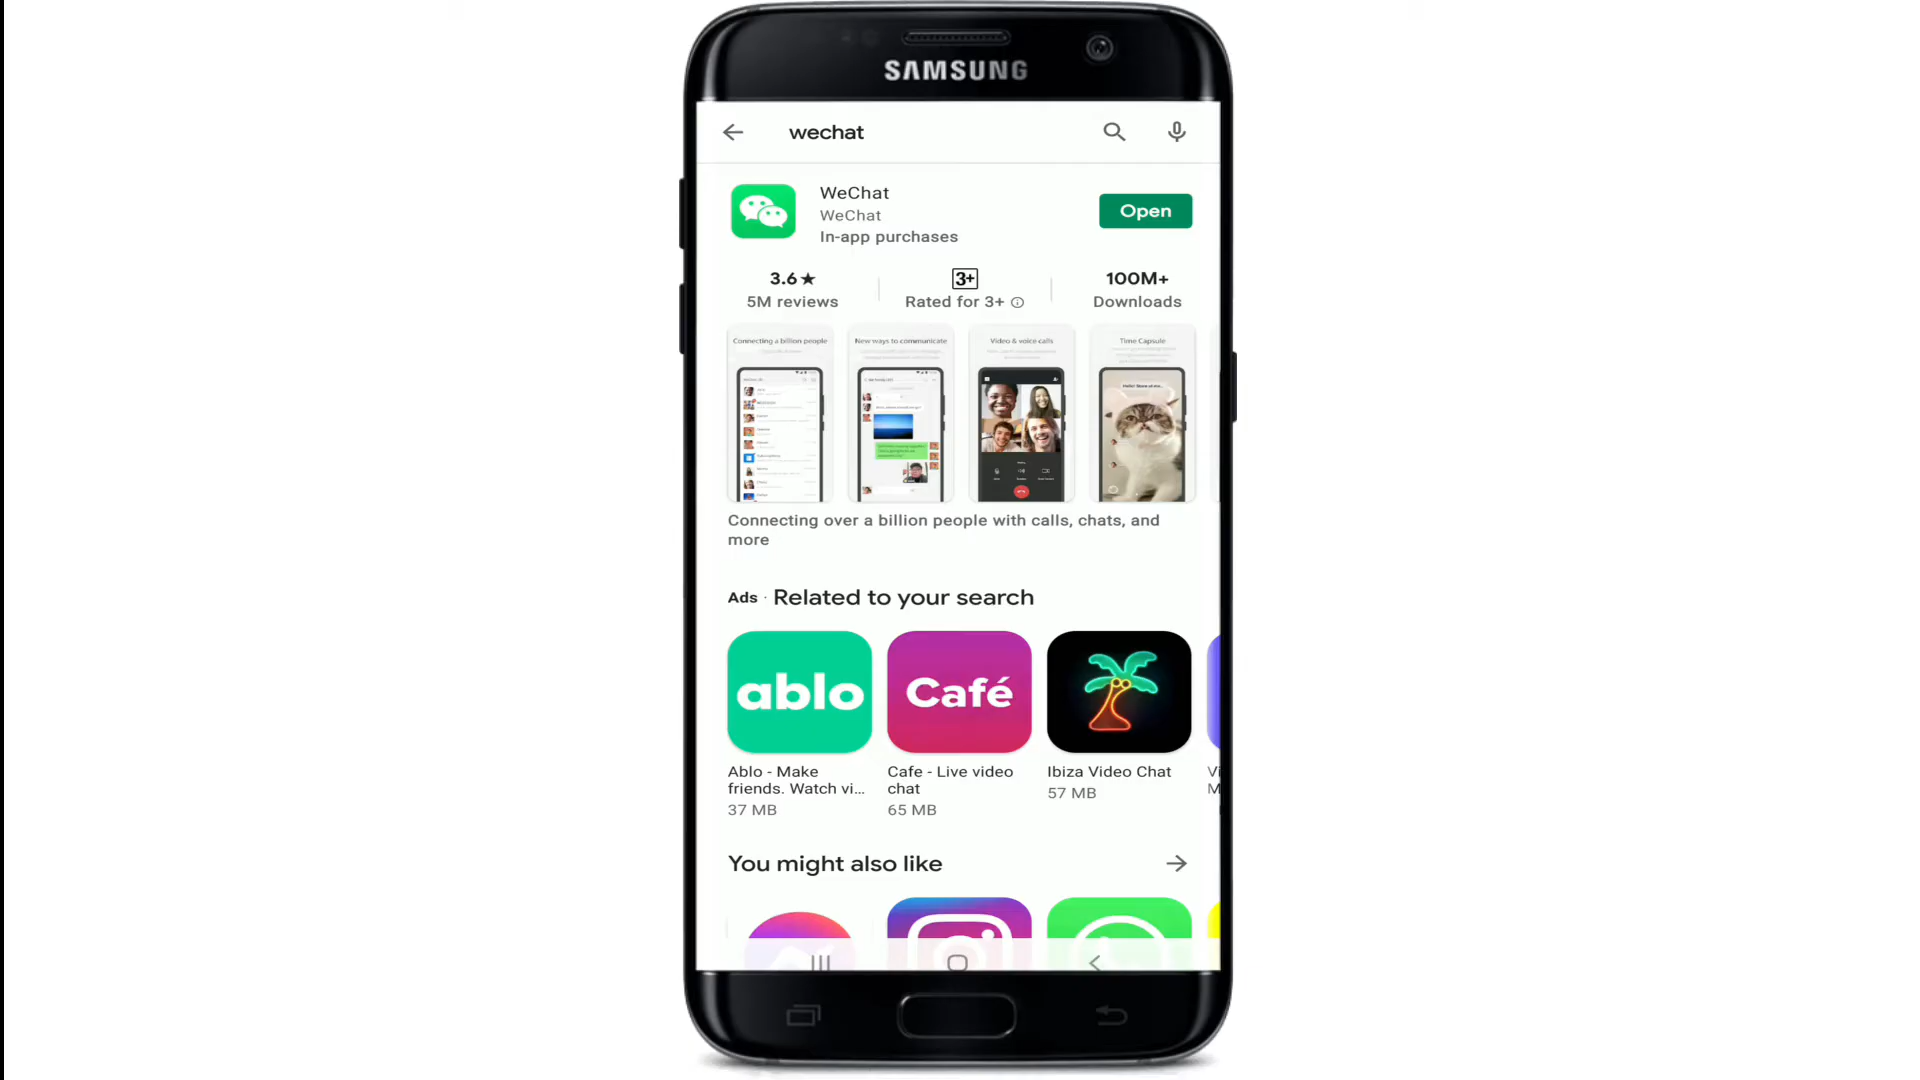 SAMSUNG
wechat
WeChat
WeChat
In-app purchases
Open
3.6★
5M reviews
3+
Rated for 3+
100M+
Downloads
Connecting a billion people
New ways to communicate
Video & voice calls
Time Capsule
Connecting over a billion people with calls, chats, and
more
Ads · Related to your search
ablo
Café
Ablo - Make
friends. Watch vi...
37 MB
Cafe - Live video
chat
65 MB
Ibiza Video Chat
57 MB
Vi
M
You might also like